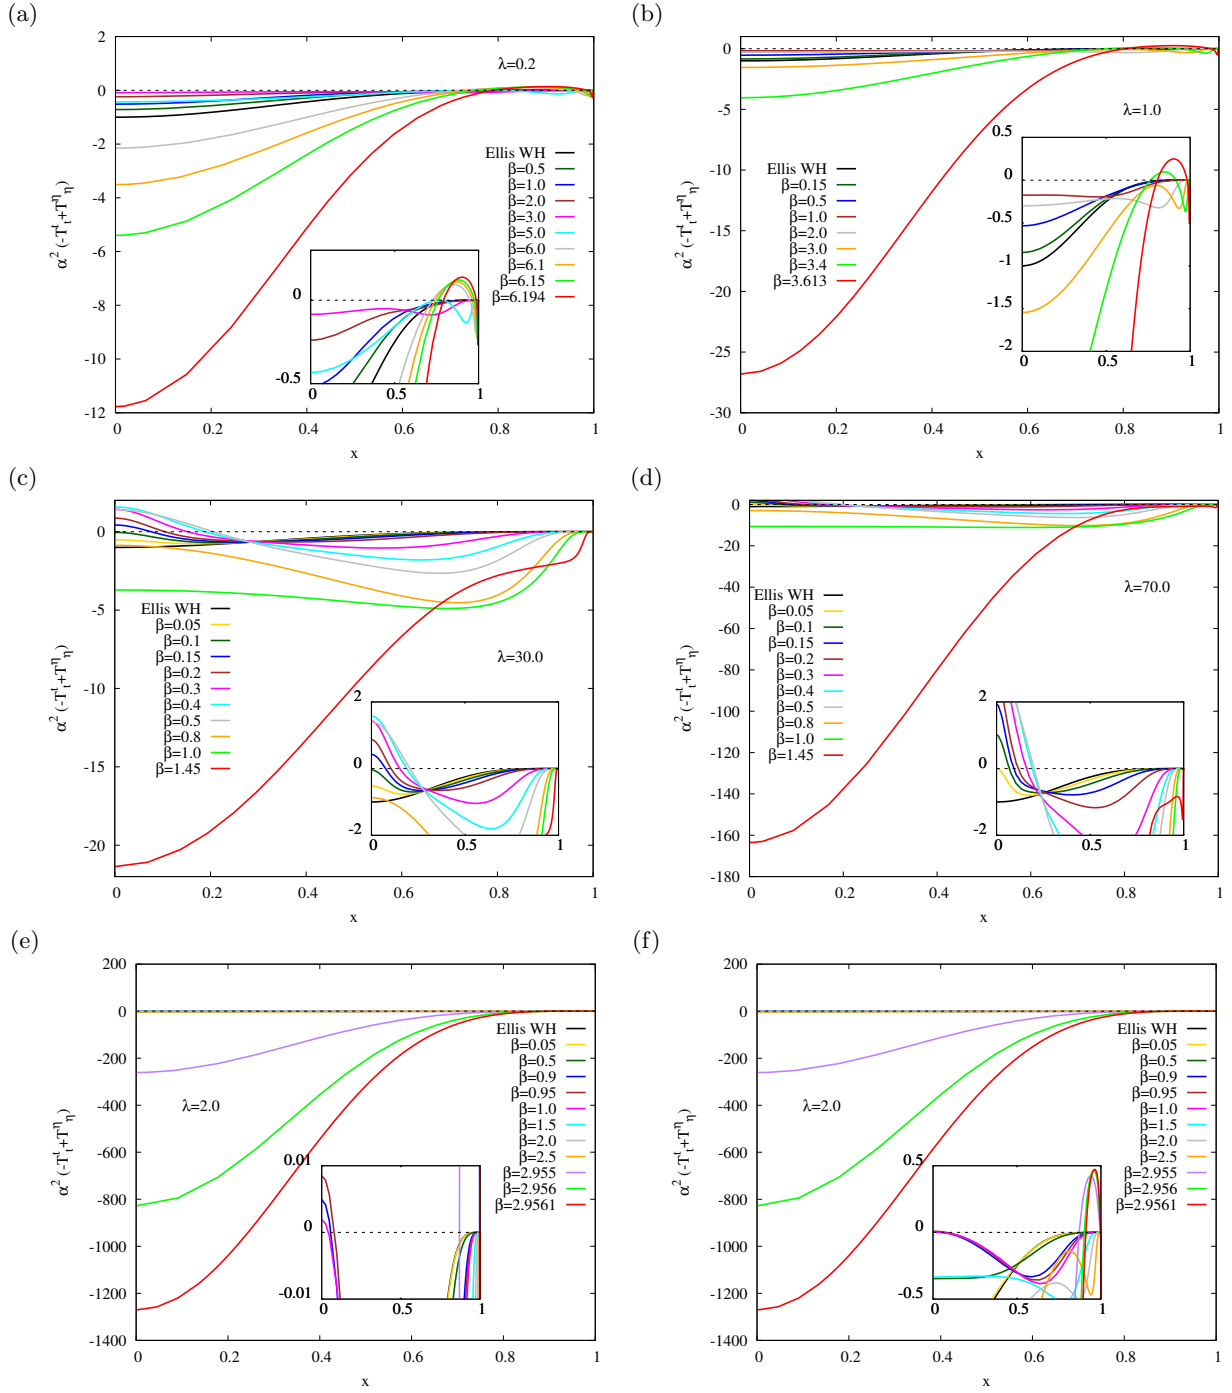 (a)
2
0
-2
-4
-6
-8
-10
-12
0
0.2
0.4
0.6
0.8
1
x
α² (-Tᵗₜ+T^η_η)
λ=0.2
Ellis WH
β=0.5
β=1.0
β=2.0
β=3.0
β=5.0
β=6.0
β=6.1
β=6.15
β=6.194
0
-0.5
0
0.5
1
(b)
0
-5
-10
-15
-20
-25
-30
0
0.2
0.4
0.6
0.8
1
x
α² (-Tᵗₜ+T^η_η)
λ=1.0
Ellis WH
β=0.15
β=0.5
β=1.0
β=2.0
β=3.0
β=3.4
β=3.613
0.5
0
-0.5
-1
-1.5
-2
0
0.5
1
(c)
0
-5
-10
-15
-20
0
0.2
0.4
0.6
0.8
1
x
α² (-Tᵗₜ+T^η_η)
λ=30.0
Ellis WH
β=0.05
β=0.1
β=0.15
β=0.2
β=0.3
β=0.4
β=0.5
β=0.8
β=1.0
β=1.45
2
0
-2
0
0.5
1
(d)
0
-20
-40
-60
-80
-100
-120
-140
-160
-180
0
0.2
0.4
0.6
0.8
1
x
α² (-Tᵗₜ+T^η_η)
λ=70.0
Ellis WH
β=0.05
β=0.1
β=0.15
β=0.2
β=0.3
β=0.4
β=0.5
β=0.8
β=1.0
β=1.45
2
0
-2
0
0.5
1
(e)
200
0
-200
-400
-600
-800
-1000
-1200
-1400
0
0.2
0.4
0.6
0.8
1
x
α² (-Tᵗₜ+T^η_η)
λ=2.0
Ellis WH
β=0.05
β=0.5
β=0.9
β=0.95
β=1.0
β=1.5
β=2.0
β=2.5
β=2.955
β=2.956
β=2.9561
0.01
0
-0.01
0
0.5
1
(f)
200
0
-200
-400
-600
-800
-1000
-1200
-1400
0
0.2
0.4
0.6
0.8
1
x
α² (-Tᵗₜ+T^η_η)
λ=2.0
Ellis WH
β=0.05
β=0.5
β=0.9
β=0.95
β=1.0
β=1.5
β=2.0
β=2.5
β=2.955
β=2.956
β=2.9561
0.5
0
-0.5
0
0.5
1